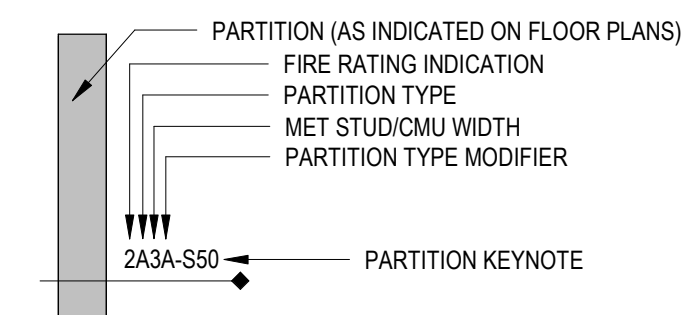 PARTITION (AS INDICATED ON FLOOR PLANS)
FIRE RATING INDICATION
PARTITION TYPE
MET STUD/CMU WIDTH
PARTITION TYPE MODIFIER
2A3A-S50
PARTITION KEYNOTE